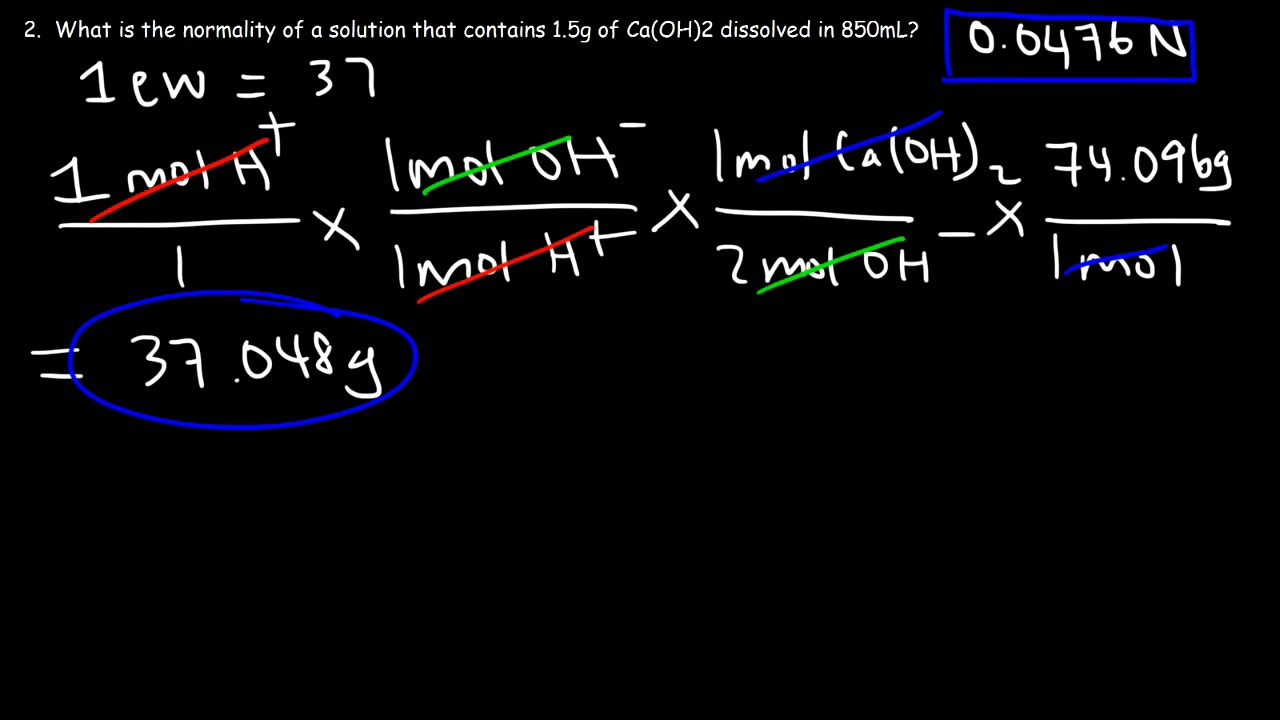 2. What is the normality of a solution that contains 1.5g of Ca(OH)2 dissolved in 850mL?
0.0476 N
1 ew = 37
1 mol H+ / 1 × 1 mol OH- / 1 mol H+ × 1 mol Ca(OH)2 / 2 mol OH- × 74.096g / 1 mol
= 37.048g